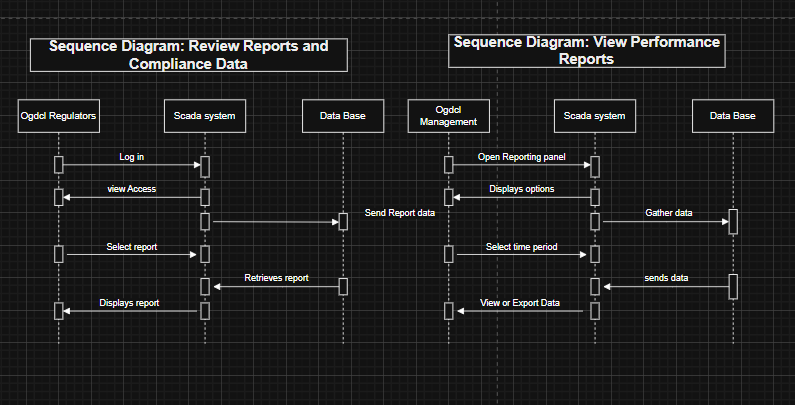 Sequence Diagram: Review Reports and
Compliance Data
Ogdcl Regulators
Scada system
Data Base
Log in
view Access
Send Report data
Select report
Retrieves report
Displays report
Sequence Diagram: View Performance
Reports
Ogdcl
Management
Scada system
Data Base
Open Reporting panel
Displays options
Gather data
Select time period
sends data
View or Export Data